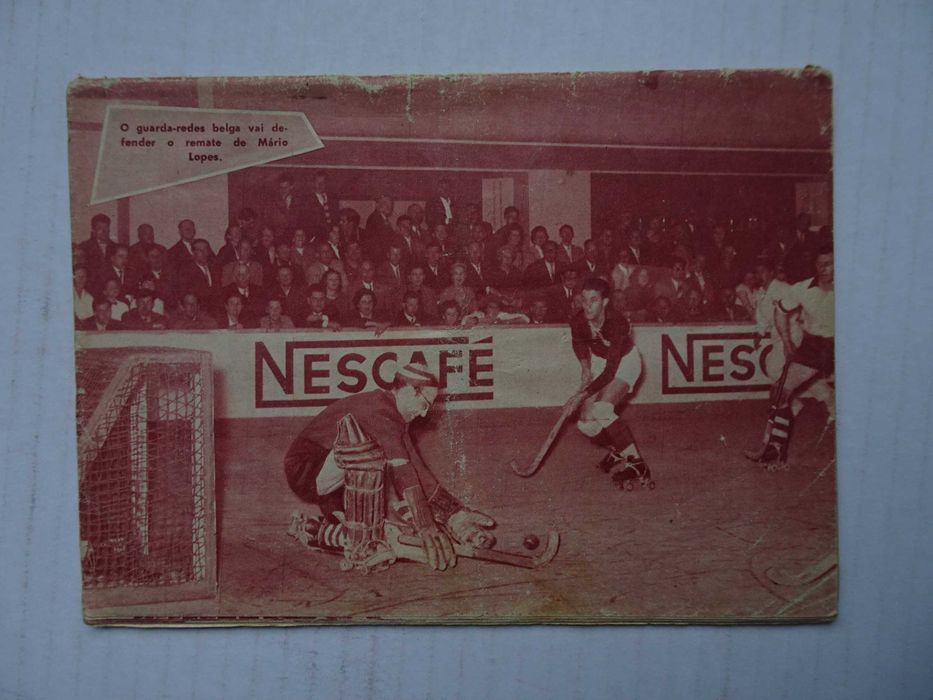 O guarda-redes belga vai de-
fender o remate de Mário
Lopes.
NESCAFÉ
NESC